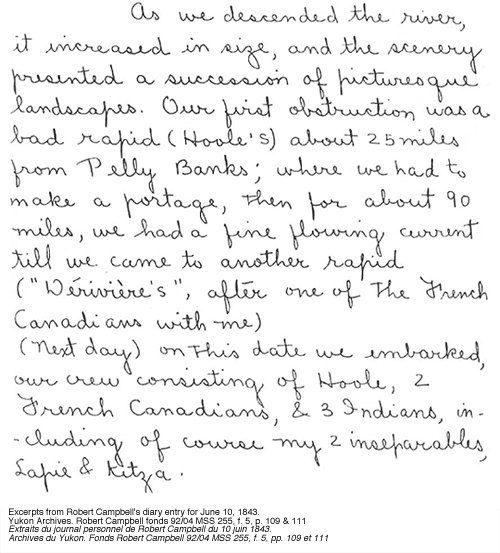 As we descended the river,
it increased in size, and the scenery
presented a succession of picturesque
landscapes. Our first obstruction was a
bad rapid (Hoole's) about 25 miles
from Pelly Banks; where we had to
make a portage, then for about 90
miles, we had a fine flowing current
till we came to another rapid
("Dérivière's", after one of The French
Canadians with me)
(Next day) on This date we embarked,
our crew consisting of Hoole, 2
French Canadians, & 3 Indians, in-
-cluding of course my 2 inseparables,
Lapie & Kitza.
Excerpts from Robert Campbell's diary entry for June 10, 1843.
Yukon Archives. Robert Campbell fonds 92/04 MSS 255, f. 5, p. 109 & 111
Extraits du journal personnel de Robert Campbell du 10 juin 1843.
Archives du Yukon. Fonds Robert Campbell 92/04 MSS 255, f. 5, pp. 109 et 111